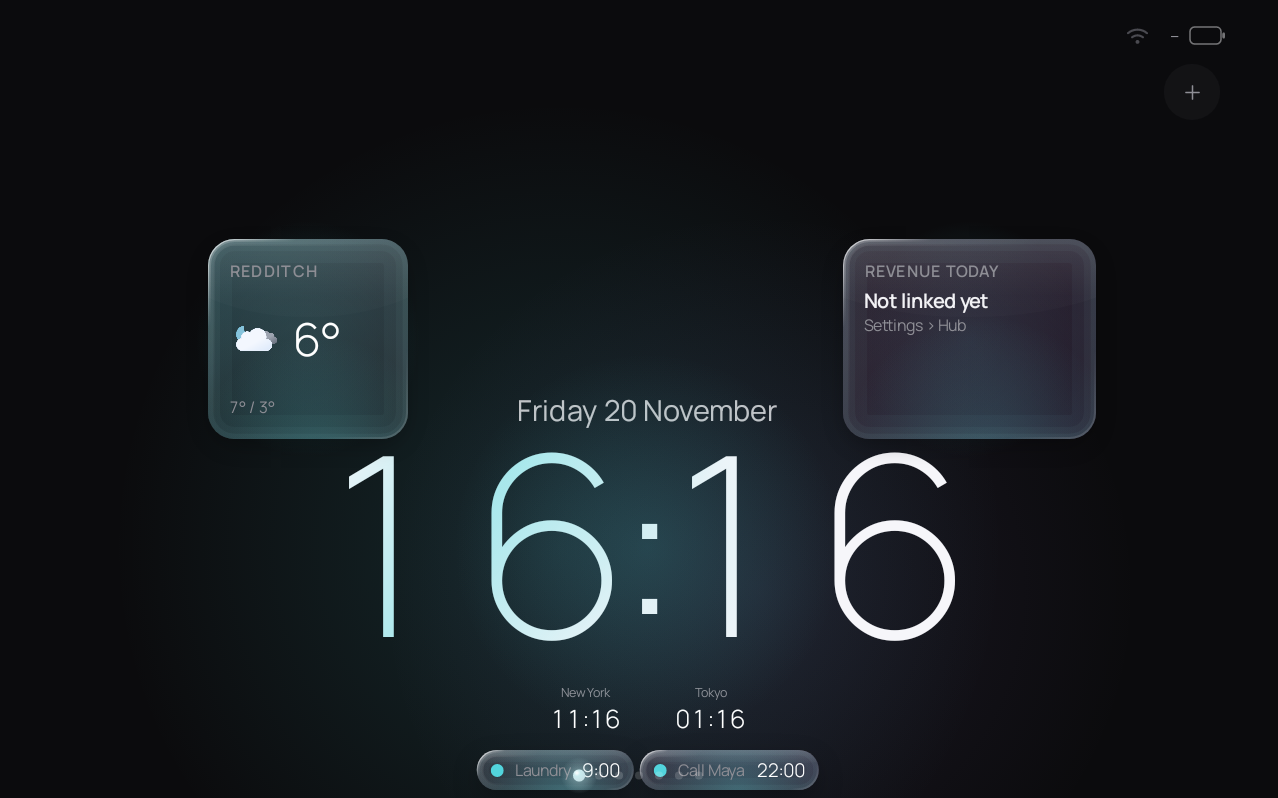 REDDITCH
6°
7° / 3°
REVENUE TODAY
Not linked yet
Settings › Hub
Friday 20 November
16:16
New York
11:16
Tokyo
01:16
Laundry 9:00
Call Maya 22:00